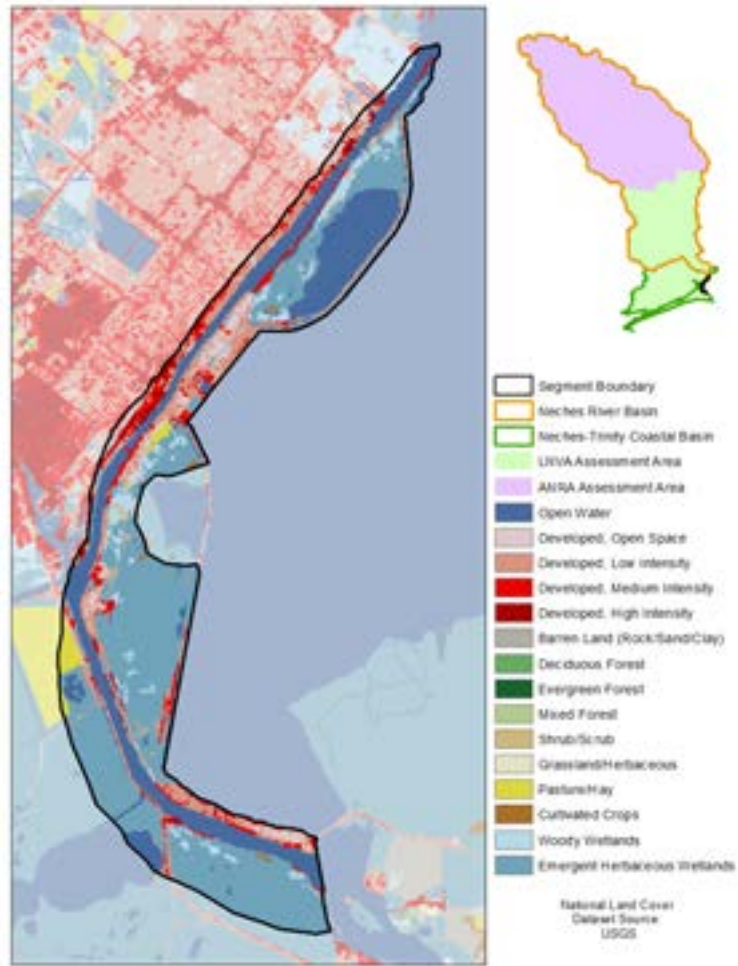 Segment Boundary
Neches River Basin
Neches-Trinity Coastal Basin
LNVA Assessment Area
ANRA Assessment Area
Open Water
Developed, Open Space
Developed, Low Intensity
Developed, Medium Intensity
Developed, High Intensity
Barren Land (Rock/Sand/Clay)
Deciduous Forest
Evergreen Forest
Mixed Forest
Shrub/Scrub
Grassland/Herbaceous
Pasture/Hay
Cultivated Crops
Woody Wetlands
Emergent Herbaceous Wetlands
National Land Cover
Dataset Source
USGS